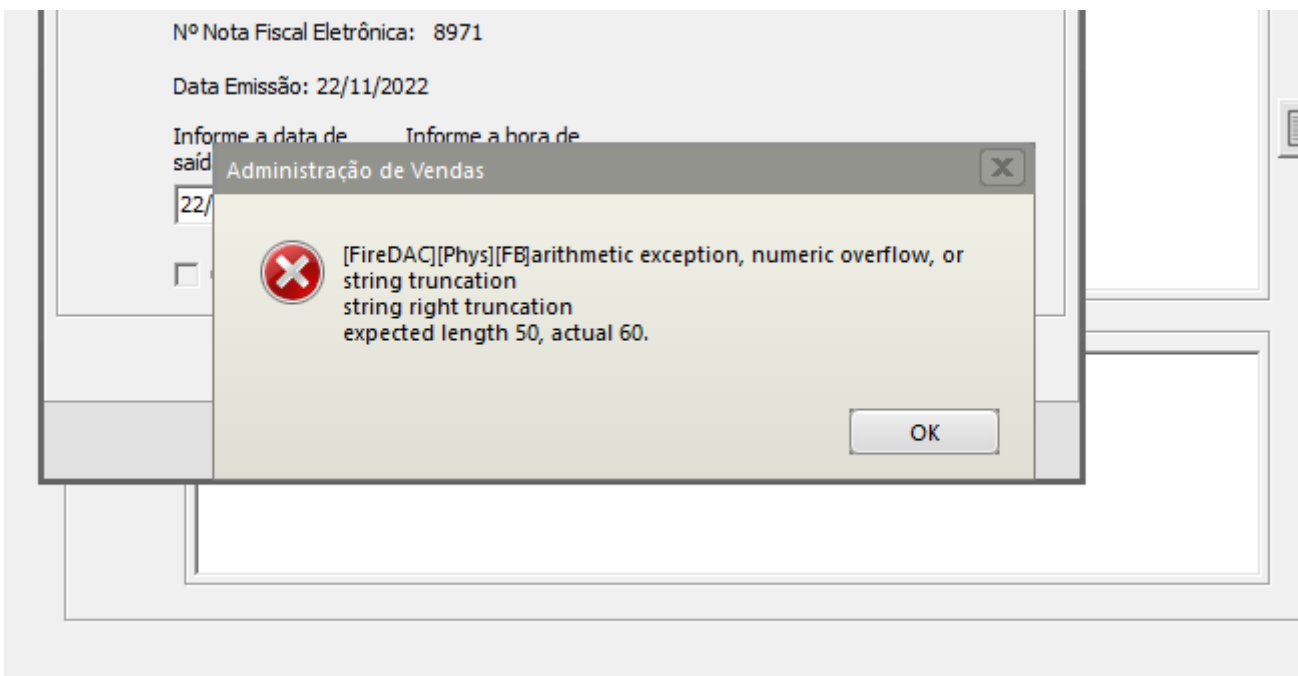 Nº Nota Fiscal Eletrônica: 8971
Data Emissão: 22/11/2022
Informe a data de Informe a hora de
saíd
22/
Administração de Vendas
[FireDAC][Phys][FB]arithmetic exception, numeric overflow, or
string truncation
string right truncation
expected length 50, actual 60.
OK